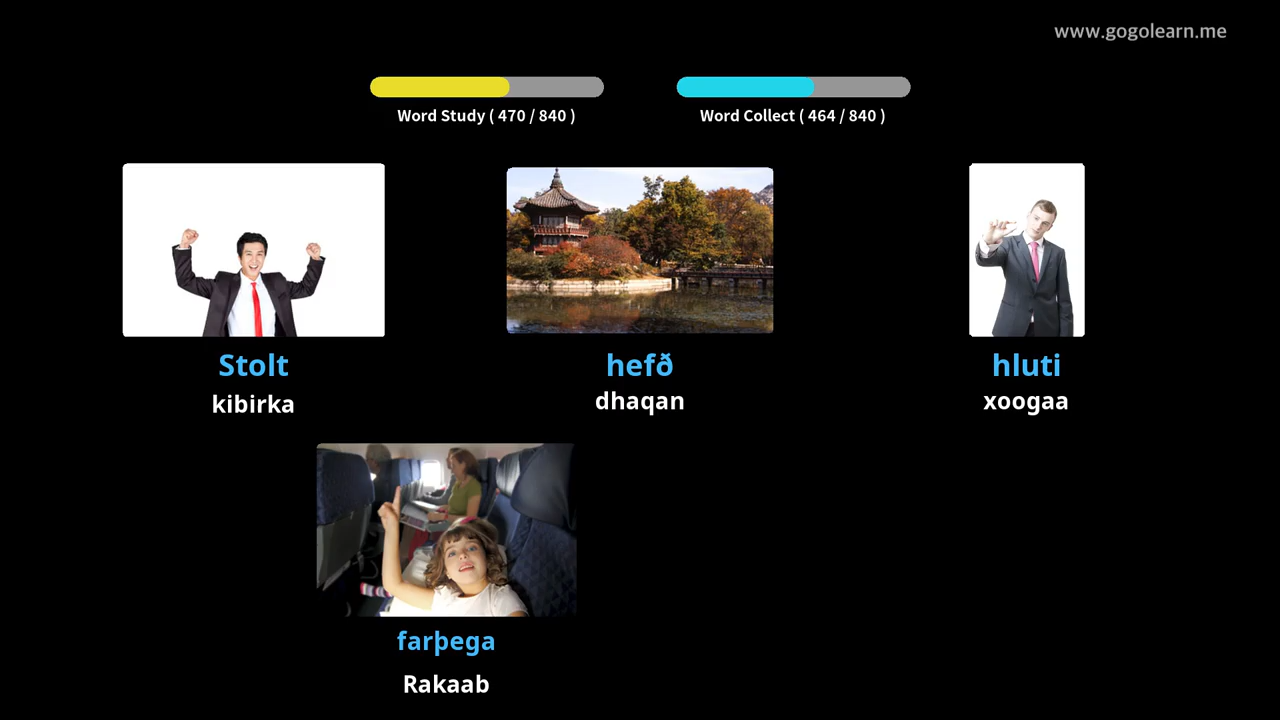 www.gogolearn.me
Word Study ( 470 / 840 )
Word Collect ( 464 / 840 )
Stolt
kibirka
hefð
dhaqan
hluti
xoogaa
farþega
Rakaab